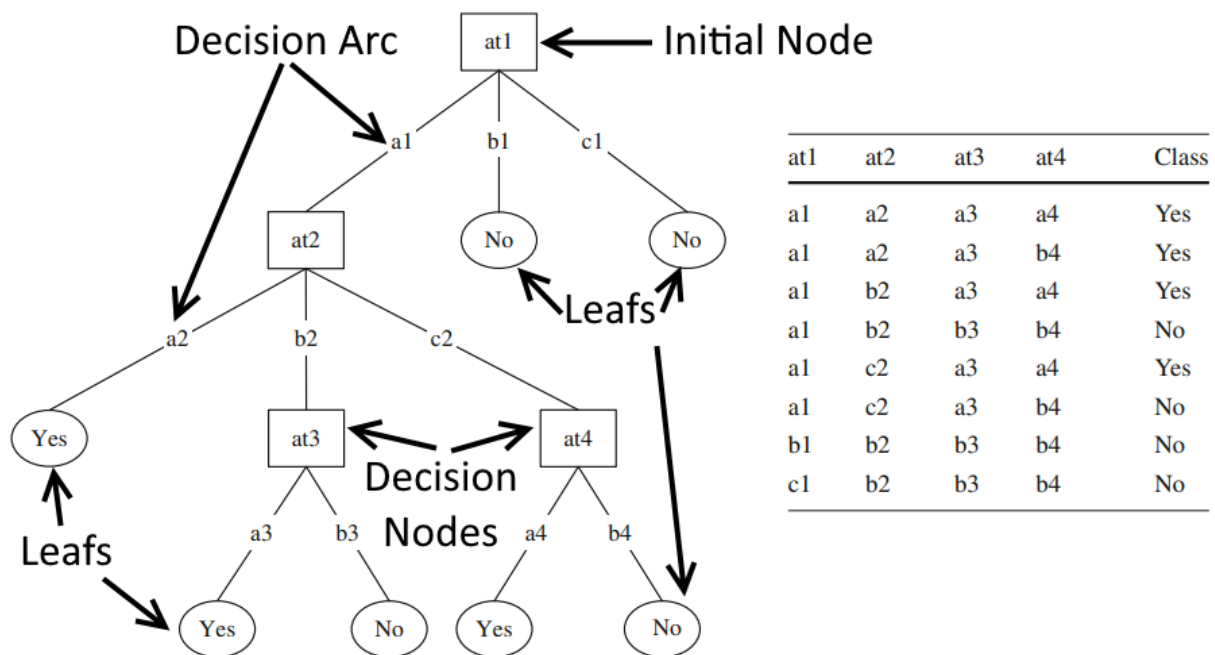 Decision Arc
at1
Initial Node
a1
b1
c1
at2
No
No
Leafs
a2
b2
c2
Yes
at3
at4
Decision
Nodes
Leafs
a3
b3
a4
b4
Yes
No
Yes
No
at1 at2 at3 at4 Class
a1 a2 a3 a4 Yes
a1 a2 a3 b4 Yes
a1 b2 a3 a4 Yes
a1 b2 b3 b4 No
a1 c2 a3 a4 Yes
a1 c2 a3 b4 No
b1 b2 b3 b4 No
c1 b2 b3 b4 No